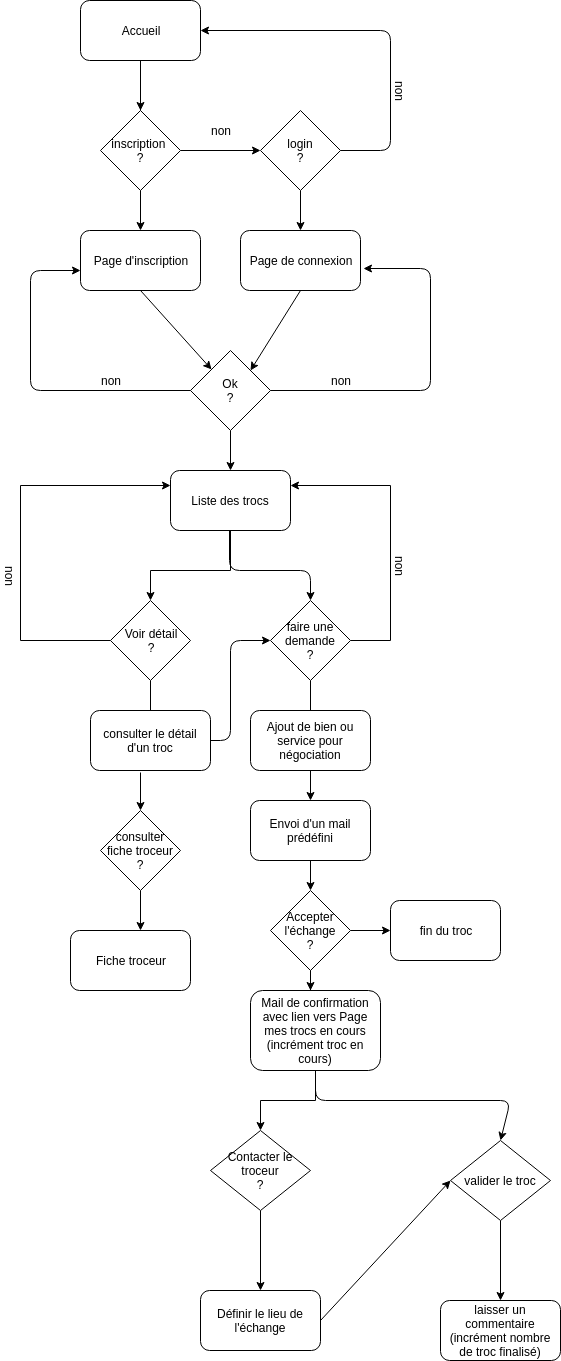 Accueil
non
non
inscription
?
login
?
Page d'inscription
Page de connexion
Ok
?
non
non
Liste des trocs
non
non
Voir détail
?
faire une
demande
?
consulter le détail
d'un troc
Ajout de bien ou
service pour
négociation
consulter
fiche troceur
?
Envoi d'un mail
prédéfini
Accepter
l'échange
?
fin du troc
Fiche troceur
Mail de confirmation
avec lien vers Page
mes trocs en cours
(incrément troc en
cours)
Contacter le
troceur
?
valider le troc
Définir le lieu de
l'échange
laisser un
commentaire
(incrément nombre
de troc finalisé)